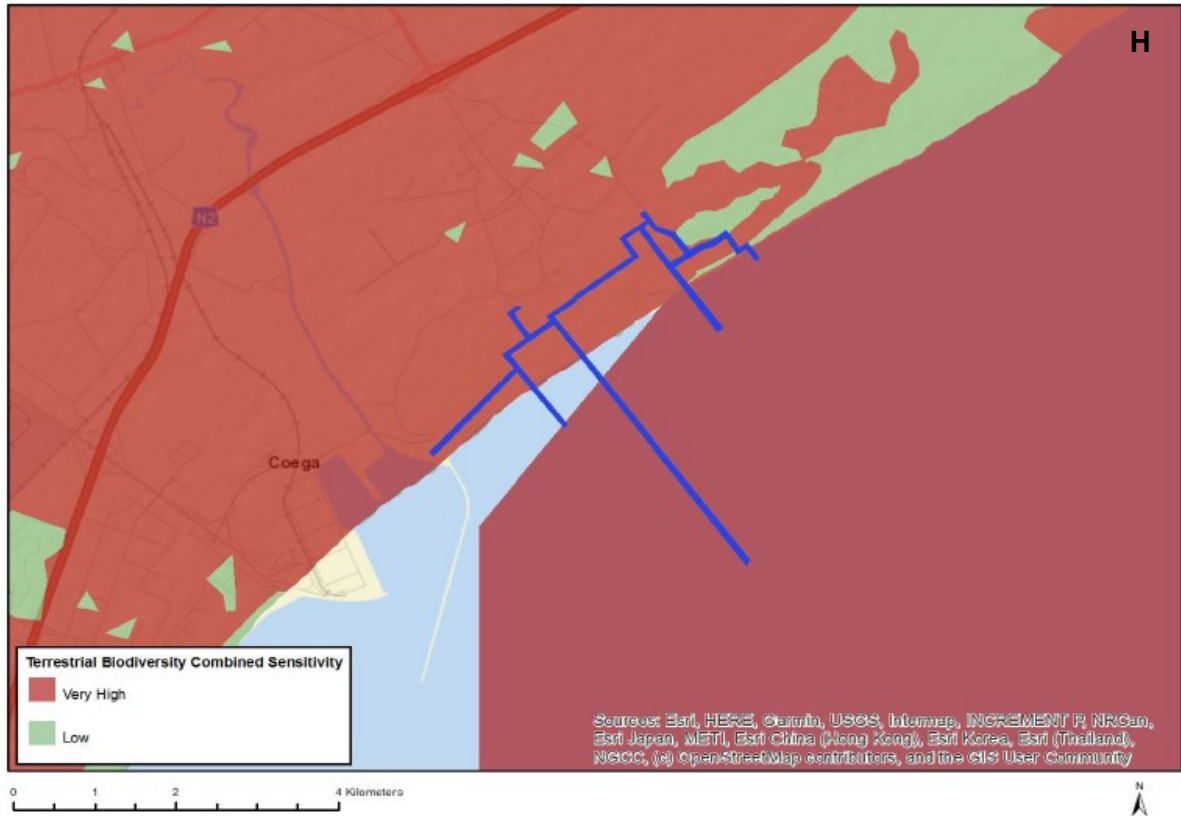 H
N2
Coega
Terrestrial Biodiversity Combined Sensitivity
Very High
Low
Sources: Esri, HERE, Garmin, USGS, Intermap, INCREMENT P, NRCan,
Esri Japan, METI, Esri China (Hong Kong), Esri Korea, Esri (Thailand),
NGCC, (c) OpenStreetMap contributors, and the GIS User Community
0 1 2 4 Kilometers
N